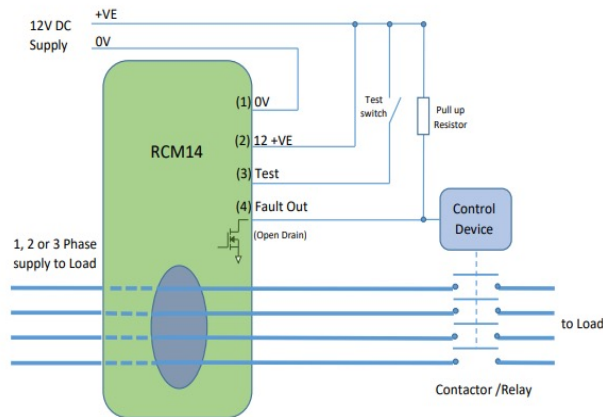 +VE
12V DC
Supply
0V
(1) 0V
Test
switch
Pull up
Resistor
RCM14
(2) 12 +VE
(3) Test
(4) Fault Out
(Open Drain)
Control
Device
1, 2 or 3 Phase
supply to Load
to Load
Contactor /Relay